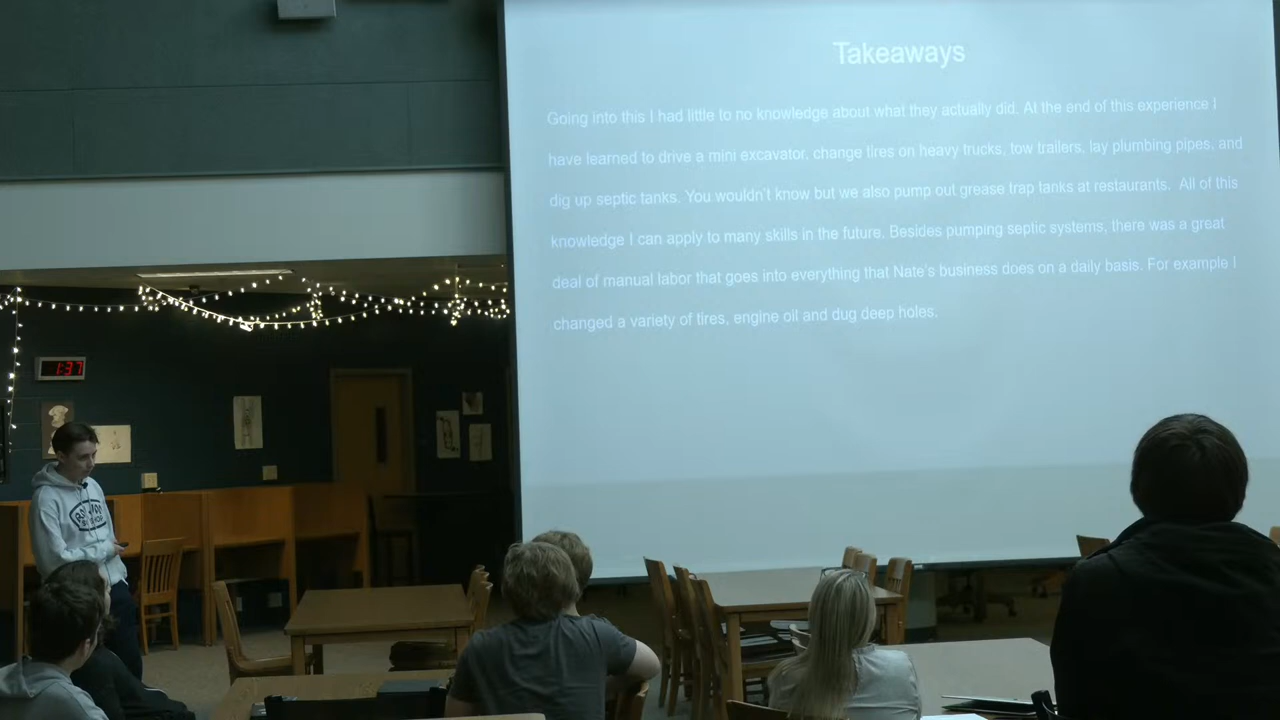 Takeaways
Going into this I had little to no knowledge about what they actually did. At the end of this experience I
have learned to drive a mini excavator, change tires on heavy trucks, tow trailers, lay plumbing pipes, and
dig up septic tanks. You wouldn't know but we also pump out grease trap tanks at restaurants. All of this
knowledge I can apply to many skills in the future. Besides pumping septic systems, there was a great
deal of manual labor that goes into everything that Nate's business does on a daily basis. For example I
changed a variety of tires, engine oil and dug deep holes.
1:37